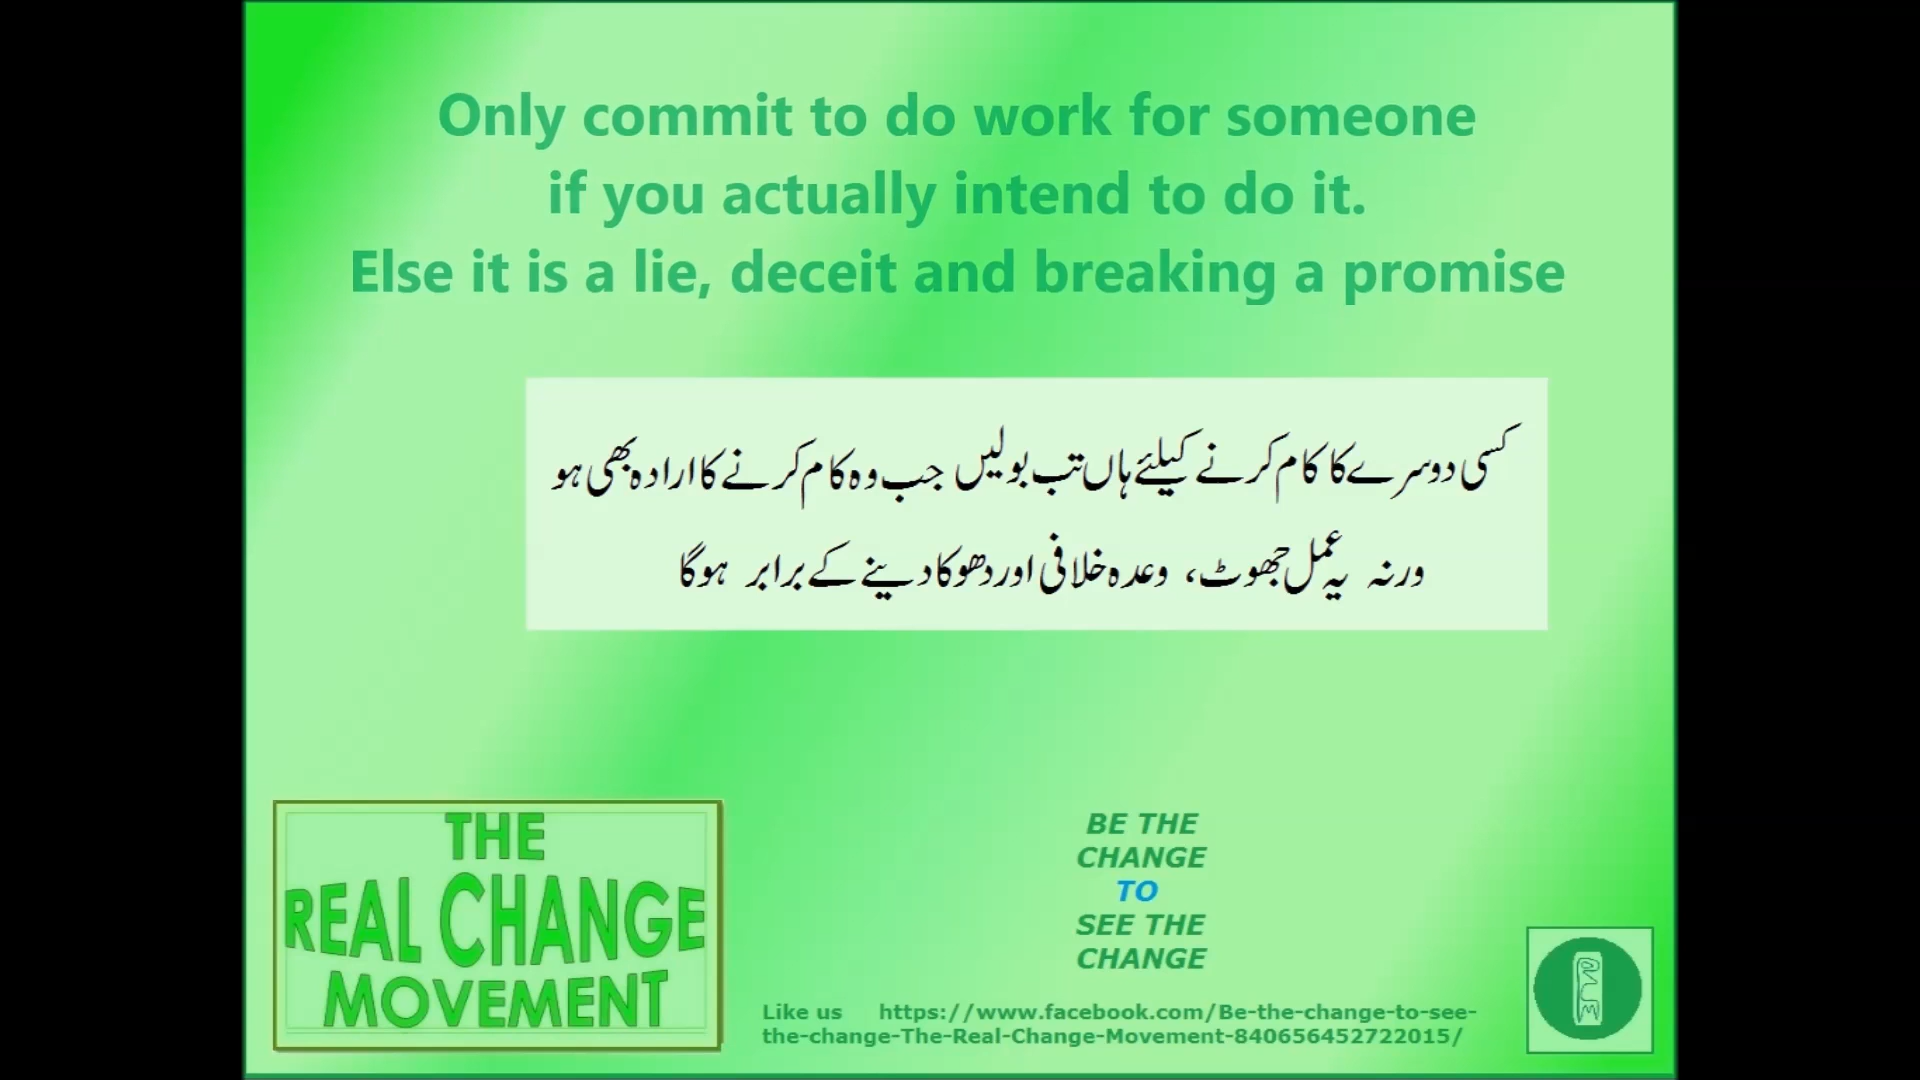 Only commit to do work for someone
if you actually intend to do it.
Else it is a lie, deceit and breaking a promise
کسی دوسرے کا کام کرنے کیلئے ہاں تب بولیں جب وہ کام کرنے کا ارادہ بھی ہو
ورنہ یہ عمل جھوٹ، وعدہ خلافی اور دھوکا دینے کے برابر ہوگا
THE
REAL CHANGE
MOVEMENT
BE THE
CHANGE
TO
SEE THE
CHANGE
Like us https://www.facebook.com/Be-the-change-to-see-
the-change-The-Real-Change-Movement-840656452722015/